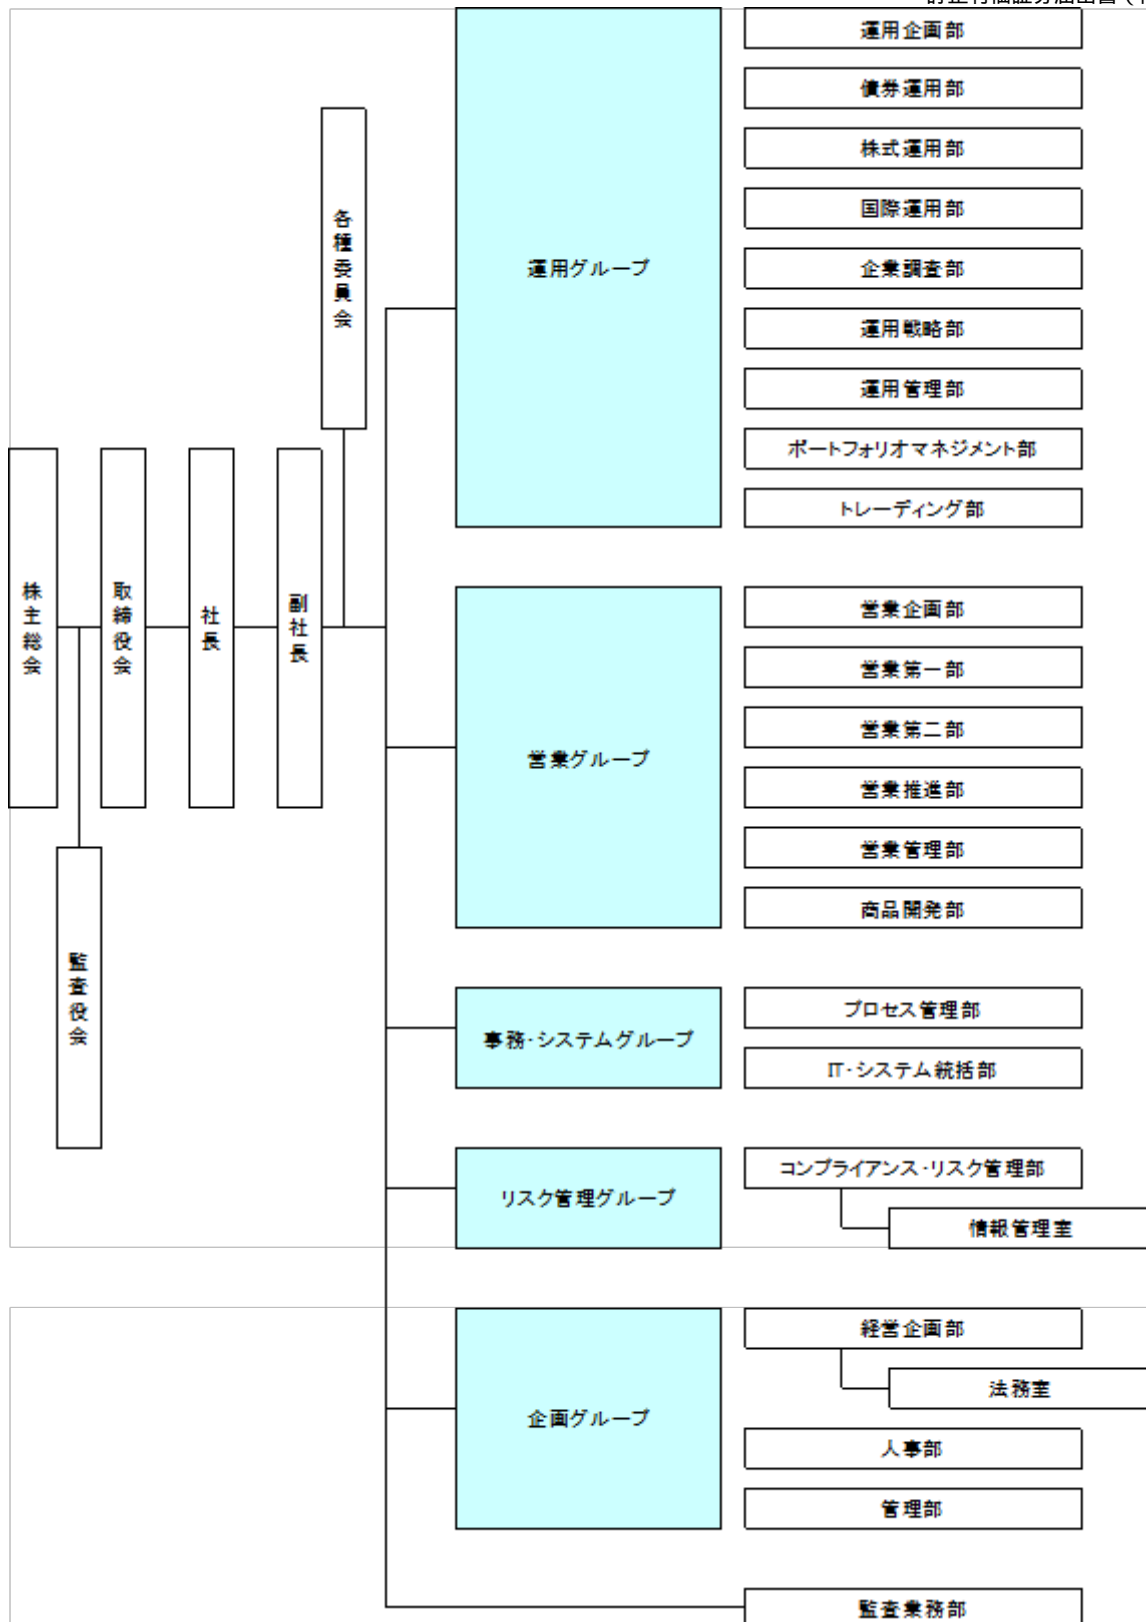 運用企画部
債券運用部
株式運用部
国際運用部
企業調査部
運用戦略部
運用管理部
ポートフォリオマネジメント部
トレーディング部
運用グループ
各種委員会
株主総会
取締役会
社長
副社長
監査役会
営業グループ
営業企画部
営業第一部
営業第二部
営業推進部
営業管理部
商品開発部
事務・システムグループ
プロセス管理部
IT・システム統括部
リスク管理グループ
コンプライアンス・リスク管理部
情報管理室
企画グループ
経営企画部
法務室
人事部
管理部
監査業務部